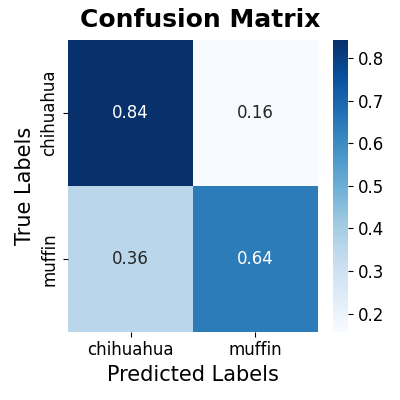 Confusion Matrix
True Labels
chihuahua
0.84 0.16
muffin
0.36 0.64
chihuahua muffin
Predicted Labels
0.8
0.7
0.6
0.5
0.4
0.3
0.2